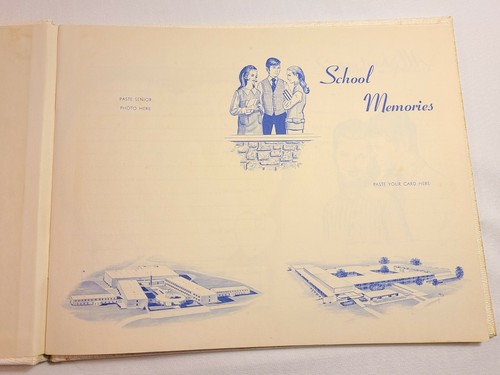 School
Memories
PASTE SENIOR
PHOTO HERE
PASTE YOUR CARD HERE